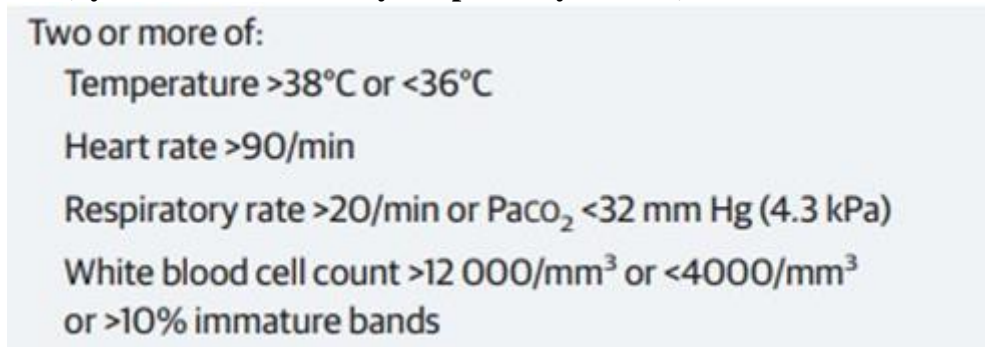 Two or more of:
Temperature >38°C or <36°C
Heart rate >90/min
Respiratory rate >20/min or PaCO₂ <32 mm Hg (4.3 kPa)
White blood cell count >12 000/mm³ or <4000/mm³
or >10% immature bands